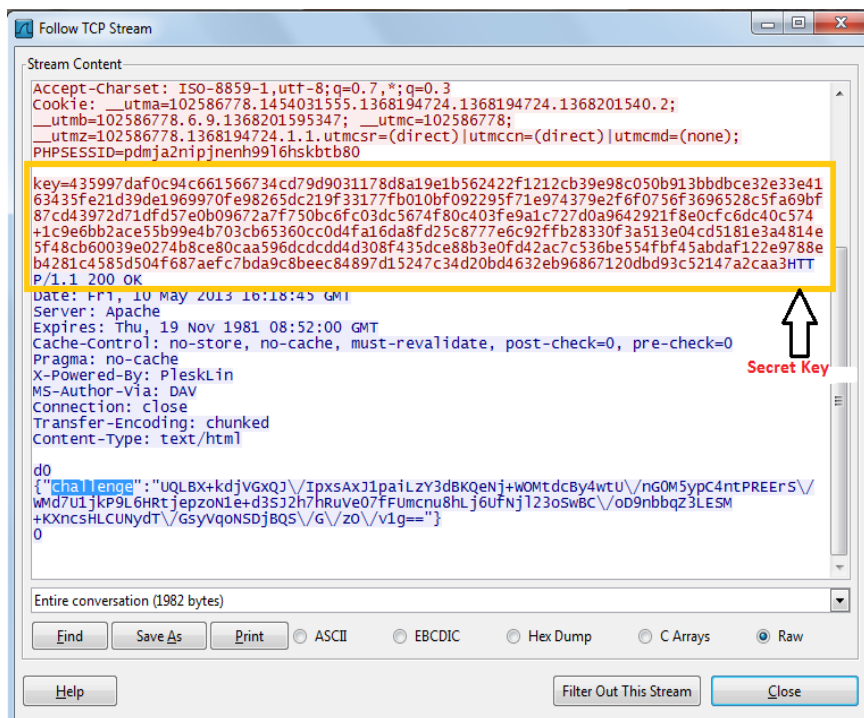 Follow TCP Stream
Stream Content
Accept-Charset: ISO-8859-1,utf-8;q=0.7,*;q=0.3
Cookie: __utma=102586778.1454031555.1368194724.1368194724.1368201540.2;
__utmb=102586778.6.9.1368201595347; __utmc=102586778;
__utmz=102586778.1368194724.1.1.utmcsr=(direct)|utmccn=(direct)|utmcmd=(none);
PHPSESSID=pdmja2nipjnenh99l6hskbtb80
key=435997daf0c94c661566734cd79d9031178d8a19e1b562422f1212cb39e98c050b913bbdbce32e33e41
63435fe21d39de1969970fe98265dc219f33177fb010bf092295f71e974379e2f6f0756f3696528c5fa69bf
87cd43972d71dfd57e0b09672a7f750bc6fc03dc5674f80c403fe9a1c727d0a9642921f8e0cfc6dc40c574
+1c9e6bb2ace55b99e4b703cb65360cc0d4fa16da8fd25c8777e6c92ffb28330f3a513e04cd5181e3a4814e
5f48cb60039e0274b8ce80caa596dcdcdd4d308f435dce88b3e0fd42ac7c536be554fbf45abdaf122e9788e
b4281c4585d504f687aefc7bda9c8beec84897d15247c34d20bd4632eb96867120dbd93c52147a2caa3HTT
P/1.1 200 OK
Date: Fri, 10 May 2013 16:18:45 GMT
Server: Apache
Expires: Thu, 19 Nov 1981 08:52:00 GMT
Cache-Control: no-store, no-cache, must-revalidate, post-check=0, pre-check=0
Pragma: no-cache
X-Powered-By: PleskLin
MS-Author-Via: DAV
Connection: close
Transfer-Encoding: chunked
Content-Type: text/html
Secret Key
d0
{"challenge":"UQLBX+kdjVGxQJ\/IpxsAxJ1paiLzY3dBKQeNj+WOMtdcBy4wtU\/nGOM5ypC4ntPREErS\/
WMd7U1jkP9L6HRtjepzoN1e+d3SJ2h7hRuVeO7fFUmcnu8hLj6UfNjl23oSwBC\/oD9nbbqZ3LESM
+KXncsHLCUNydT\/GsyVqoNSDjBQS\/G\/zO\/v1g=="}
0
Entire conversation (1982 bytes)
Find Save As Print ASCII EBCDIC Hex Dump C Arrays Raw
Help Filter Out This Stream Close